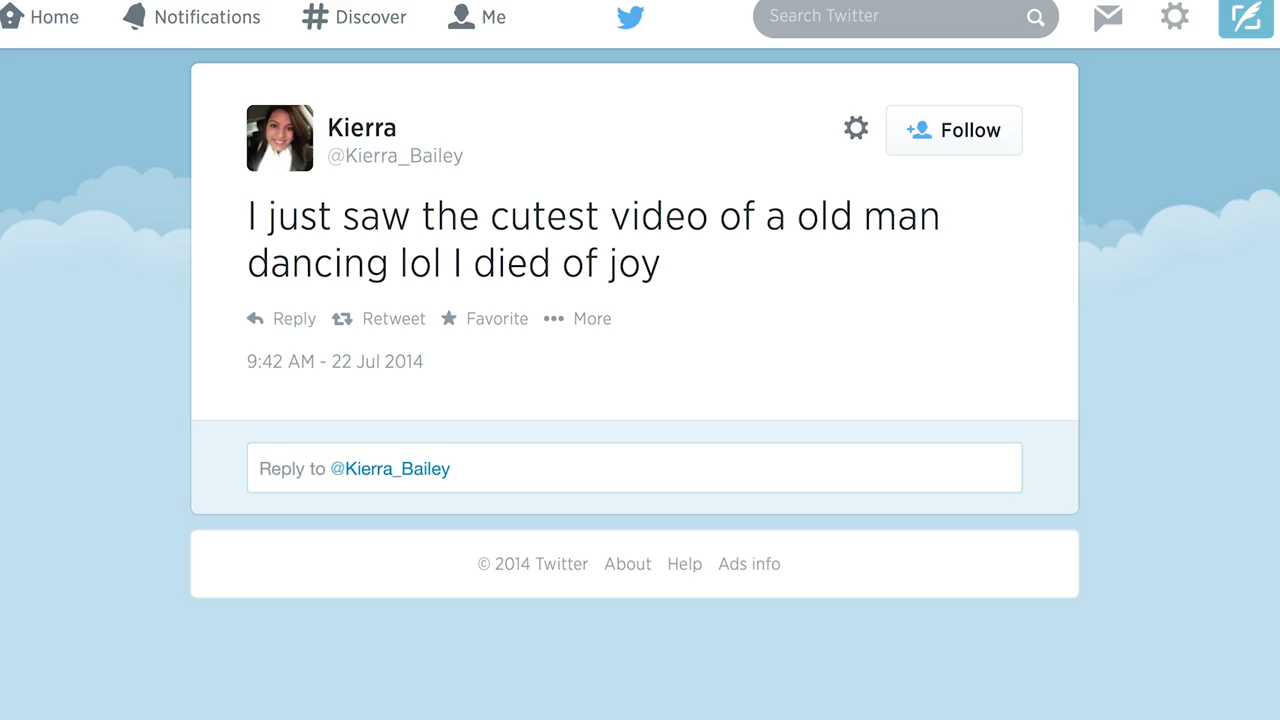 Home Notifications Discover Me Search Twitter
Kierra
@Kierra_Bailey
Follow
I just saw the cutest video of a old man
dancing lol I died of joy
Reply Retweet Favorite More
9:42 AM - 22 Jul 2014
Reply to @Kierra_Bailey
© 2014 Twitter About Help Ads info